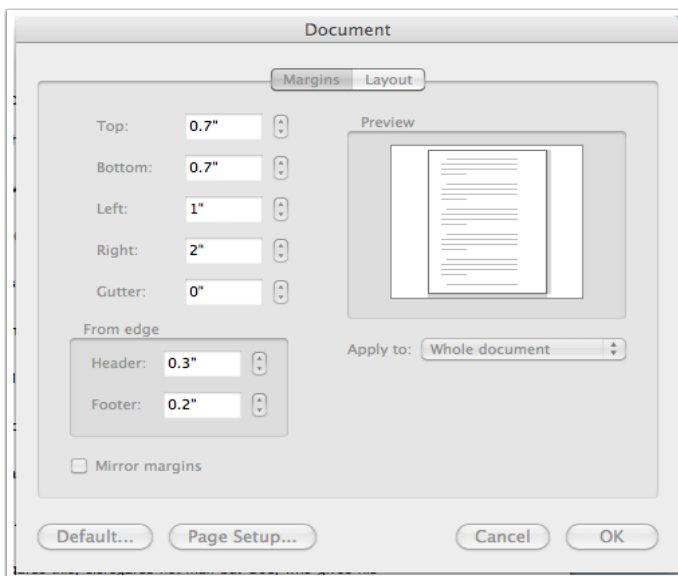 Document
Margins Layout
Top: 0.7"
Bottom: 0.7"
Left: 1"
Right: 2"
Gutter: 0"
From edge
Header: 0.3"
Footer: 0.2"
Mirror margins
Preview
Apply to: Whole document
Default... Page Setup... Cancel OK